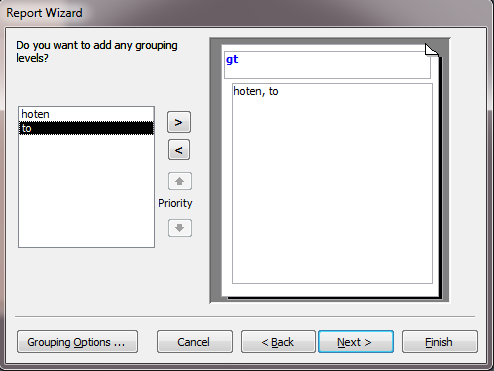 Report Wizard
Do you want to add any grouping
levels?
hoten
to
>
<
Priority
gt
hoten, to
Grouping Options ...
Cancel
< Back
Next >
Finish